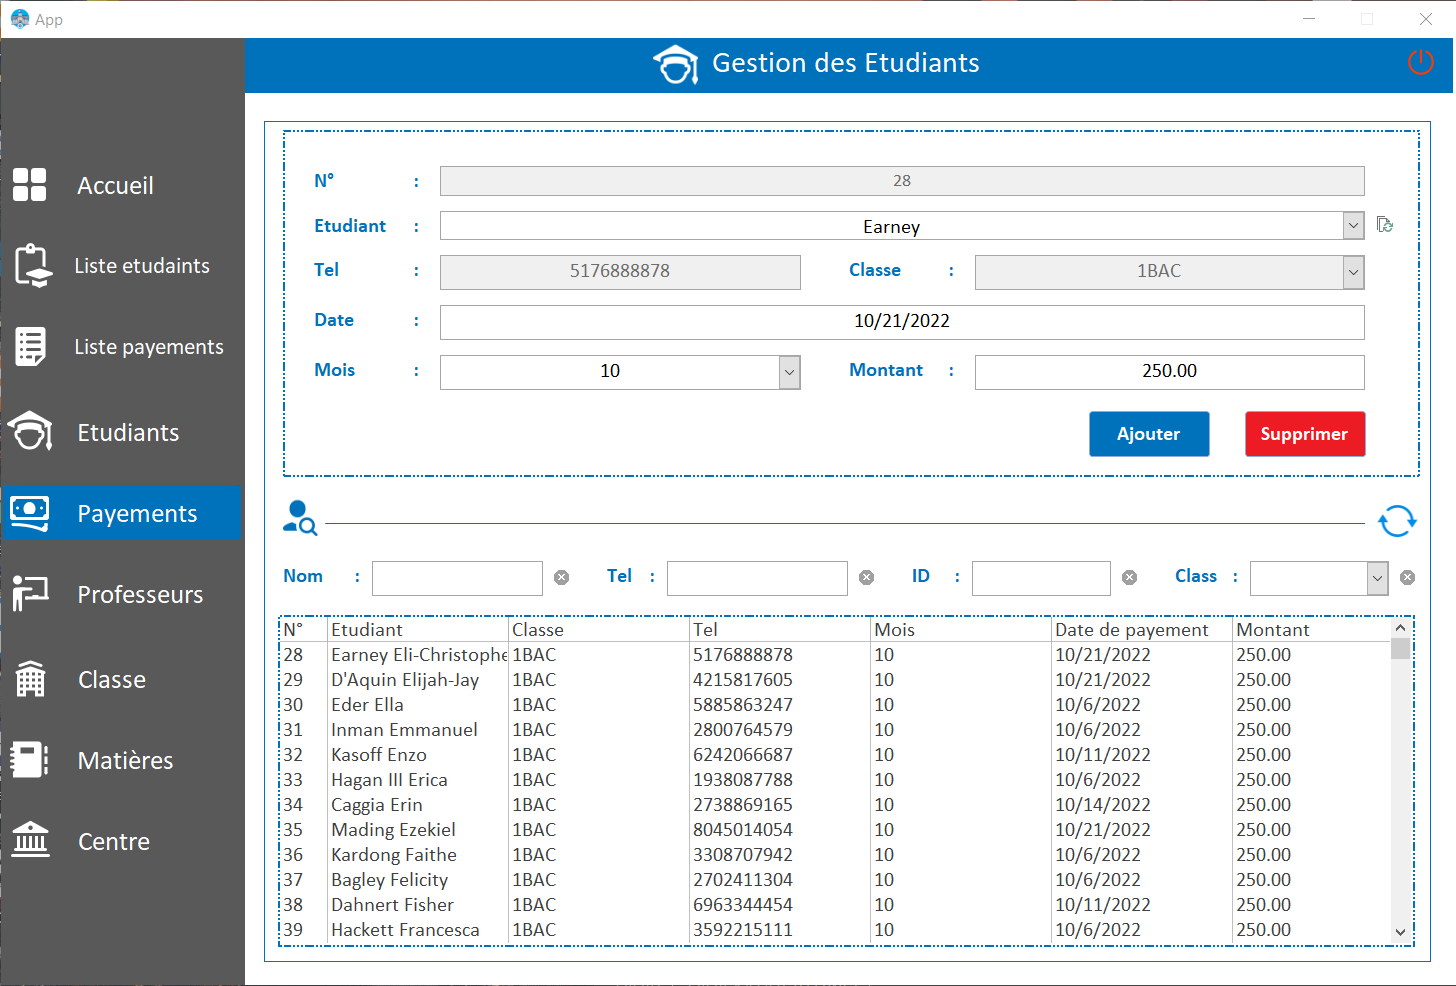 App
Gestion des Etudiants
Accueil
Liste etudaints
Liste payements
Etudiants
Payements
Professeurs
Classe
Matières
Centre
N° : 28
Etudiant : Earney
Tel : 5176888878 Classe : 1BAC
Date : 10/21/2022
Mois : 10 Montant : 250.00
Ajouter Supprimer
Nom : Tel : ID : Class :
N° Etudiant Classe Tel Mois Date de payement Montant
28 Earney Eli-Christophe 1BAC 5176888878 10 10/21/2022 250.00
29 D'Aquin Elijah-Jay 1BAC 4215817605 10 10/21/2022 250.00
30 Eder Ella 1BAC 5885863247 10 10/6/2022 250.00
31 Inman Emmanuel 1BAC 2800764579 10 10/6/2022 250.00
32 Kasoff Enzo 1BAC 6242066687 10 10/11/2022 250.00
33 Hagan III Erica 1BAC 1938087788 10 10/6/2022 250.00
34 Caggia Erin 1BAC 2738869165 10 10/14/2022 250.00
35 Mading Ezekiel 1BAC 8045014054 10 10/21/2022 250.00
36 Kardong Faithe 1BAC 3308707942 10 10/6/2022 250.00
37 Bagley Felicity 1BAC 2702411304 10 10/6/2022 250.00
38 Dahnert Fisher 1BAC 6963344454 10 10/11/2022 250.00
39 Hackett Francesca 1BAC 3592215111 10 10/6/2022 250.00